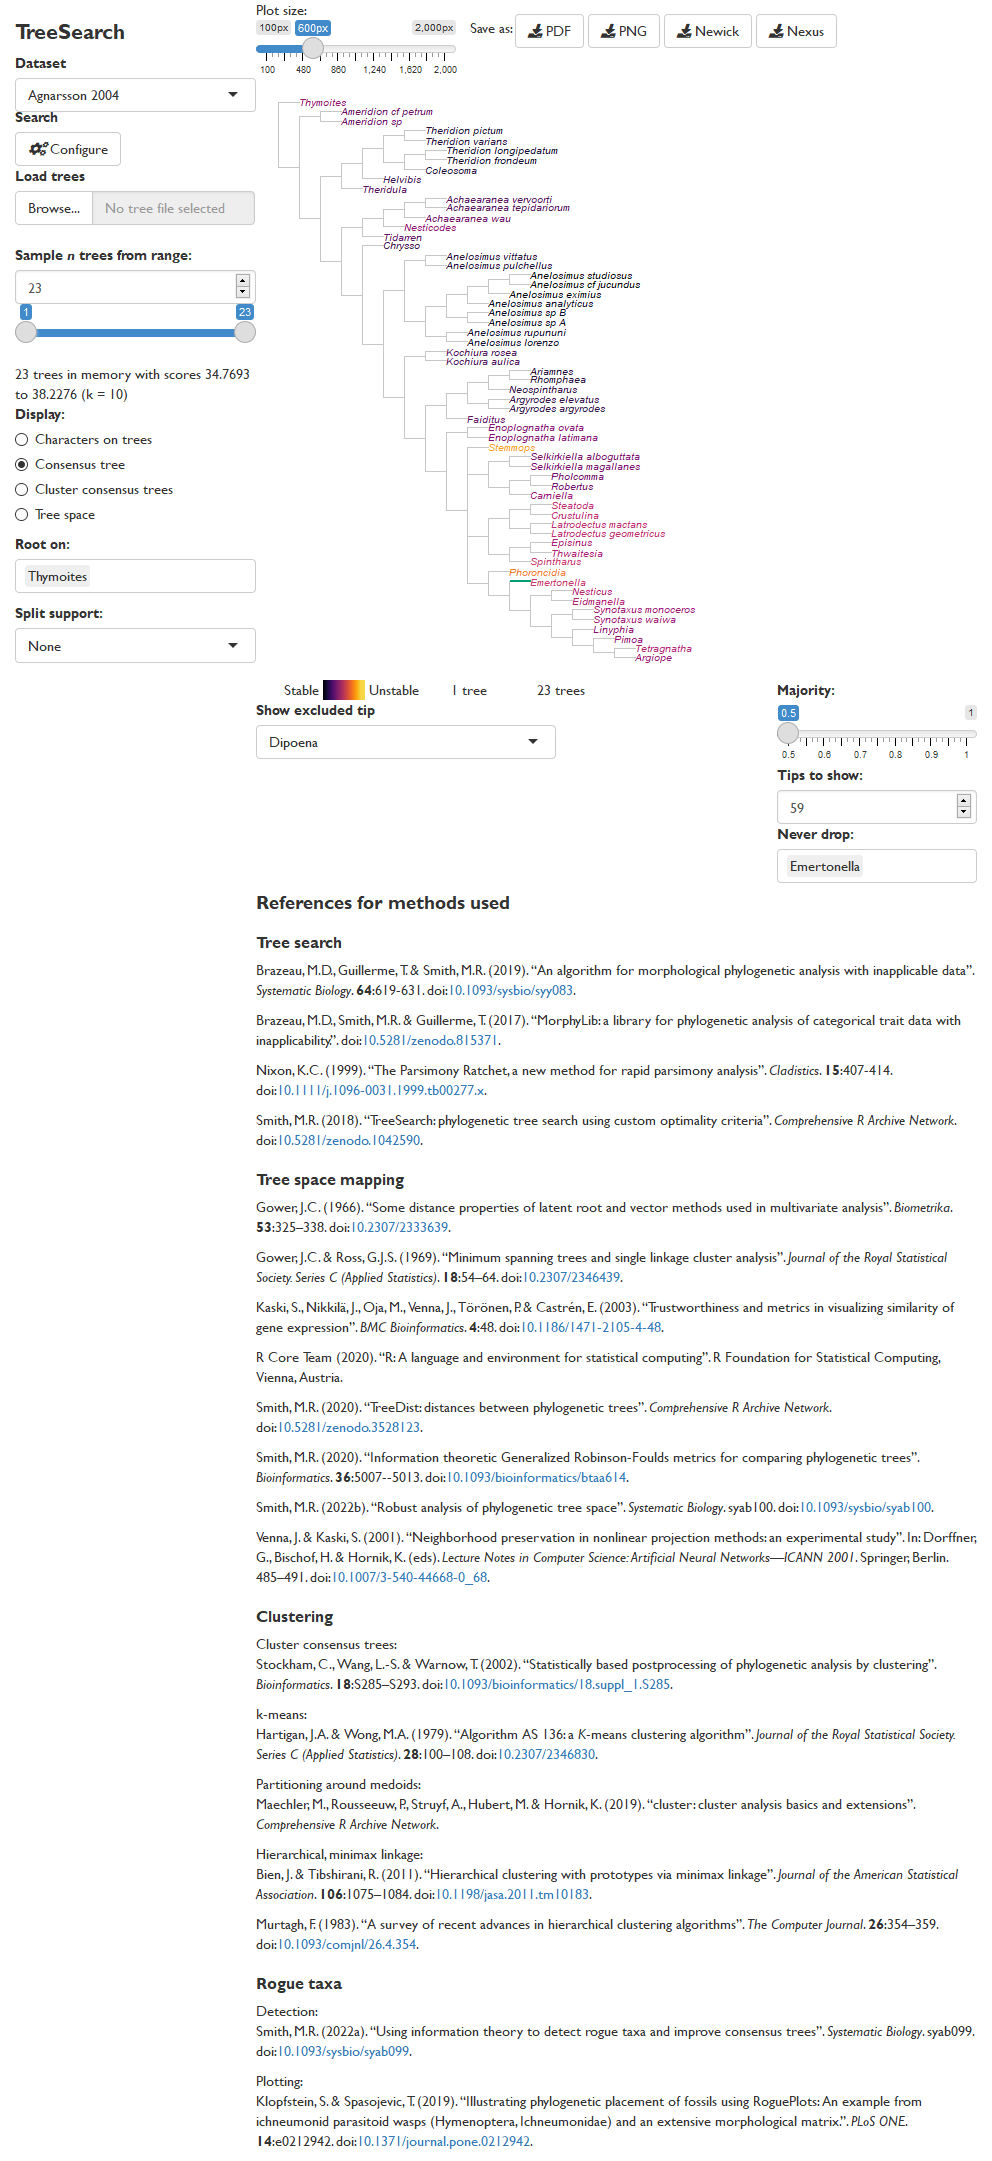 TreeSearch
Dataset
Agnarsson 2004
Search
Configure
Load trees
Browse... No tree file selected
Sample n trees from range:
23
1 23
23 trees in memory with scores 34.7693
to 38.2276 (k = 10)
Display:
Characters on trees
Consensus tree
Cluster consensus trees
Tree space
Root on:
Thymoites
Split support:
None
Plot size:
100px 600px 2,000px
100 480 860 1,240 1,620 2,000
Save as: PDF PNG Newick Nexus
Thymoites
Ameridion cf petrum
Ameridion sp
Theridion pictum
Theridion varians
Theridion longipedatum
Theridion frondeum
Coleosoma
Helvibis
Theridula
Achaearanea vervoorti
Achaearanea tepidariorum
Achaearanea wau
Nesticodes
Tidarren
Chrysso
Anelosimus vittatus
Anelosimus pulchellus
Anelosimus studiosus
Anelosimus cf jucundus
Anelosimus eximius
Anelosimus analyticus
Anelosimus sp B
Anelosimus sp A
Anelosimus rupununi
Anelosimus lorenzo
Kochiura rosea
Kochiura aulica
Ariamnes
Rhomphaea
Neospintharus
Argyrodes elevatus
Argyrodes argyrodes
Faiditus
Enoplognatha ovata
Enoplognatha latimana
Stemmops
Selkirkiella alboguttata
Selkirkiella magallanes
Pholcomma
Robertus
Carniella
Steatoda
Crustulina
Latrodectus mactans
Latrodectus geometricus
Episinus
Thwaitesia
Spintharus
Phoroncidia
Emertonella
Nesticus
Eidmanella
Synotaxus monoceros
Synotaxus waiwa
Linyphia
Pimoa
Tetragnatha
Argiope
Stable Unstable 1 tree 23 trees
Show excluded tip
Dipoena
Majority:
0.5 1
0.5 0.6 0.7 0.8 0.9 1
Tips to show:
59
Never drop:
Emertonella
References for methods used
Tree search
Brazeau, M.D., Guillerme, T. & Smith, M.R. (2019). “An algorithm for morphological phylogenetic analysis with inapplicable data”.
Systematic Biology. 64:619-631. doi:10.1093/sysbio/syy083.
Brazeau, M.D., Smith, M.R. & Guillerme, T. (2017). “MorphyLib: a library for phylogenetic analysis of categorical trait data with
inapplicability.”. doi:10.5281/zenodo.815371.
Nixon, K.C. (1999). “The Parsimony Ratchet, a new method for rapid parsimony analysis”. Cladistics. 15:407-414.
doi:10.1111/j.1096-0031.1999.tb00277.x.
Smith, M.R. (2018). “TreeSearch: phylogenetic tree search using custom optimality criteria”. Comprehensive R Archive Network.
doi:10.5281/zenodo.1042590.
Tree space mapping
Gower, J.C. (1966). “Some distance properties of latent root and vector methods used in multivariate analysis”. Biometrika.
53:325–338. doi:10.2307/2333639.
Gower, J.C. & Ross, G.J.S. (1969). “Minimum spanning trees and single linkage cluster analysis”. Journal of the Royal Statistical
Society. Series C (Applied Statistics). 18:54–64. doi:10.2307/2346439.
Kaski, S., Nikkilä, J., Oja, M., Venna, J., Törönen, P. & Castrén, E. (2003). “Trustworthiness and metrics in visualizing similarity of
gene expression”. BMC Bioinformatics. 4:48. doi:10.1186/1471-2105-4-48.
R Core Team (2020). “R: A language and environment for statistical computing”. R Foundation for Statistical Computing,
Vienna, Austria.
Smith, M.R. (2020). “TreeDist: distances between phylogenetic trees”. Comprehensive R Archive Network.
doi:10.5281/zenodo.3528123.
Smith, M.R. (2020). “Information theoretic Generalized Robinson-Foulds metrics for comparing phylogenetic trees”.
Bioinformatics. 36:5007--5013. doi:10.1093/bioinformatics/btaa614.
Smith, M.R. (2022b). “Robust analysis of phylogenetic tree space”. Systematic Biology. syab100. doi:10.1093/sysbio/syab100.
Venna, J. & Kaski, S. (2001). “Neighborhood preservation in nonlinear projection methods: an experimental study”. In: Dorffner,
G., Bischof, H. & Hornik, K. (eds). Lecture Notes in Computer Science: Artificial Neural Networks—ICANN 2001. Springer, Berlin.
485–491. doi:10.1007/3-540-44668-0_68.
Clustering
Cluster consensus trees:
Stockham, C., Wang, L.-S. & Warnow, T. (2002). “Statistically based postprocessing of phylogenetic analysis by clustering”.
Bioinformatics. 18:S285–S293. doi:10.1093/bioinformatics/18.suppl_1.S285.
k-means:
Hartigan, J.A. & Wong, M.A. (1979). “Algorithm AS 136: a K-means clustering algorithm”. Journal of the Royal Statistical Society.
Series C (Applied Statistics). 28:100–108. doi:10.2307/2346830.
Partitioning around medoids:
Maechler, M., Rousseeuw, P., Struyf, A., Hubert, M. & Hornik, K. (2019). “cluster: cluster analysis basics and extensions”.
Comprehensive R Archive Network.
Hierarchical, minimax linkage:
Bien, J. & Tibshirani, R. (2011). “Hierarchical clustering with prototypes via minimax linkage”. Journal of the American Statistical
Association. 106:1075–1084. doi:10.1198/jasa.2011.tm10183.
Murtagh, F. (1983). “A survey of recent advances in hierarchical clustering algorithms”. The Computer Journal. 26:354–359.
doi:10.1093/comjnl/26.4.354.
Rogue taxa
Detection:
Smith, M.R. (2022a). “Using information theory to detect rogue taxa and improve consensus trees”. Systematic Biology. syab099.
doi:10.1093/sysbio/syab099.
Plotting:
Klopfstein, S. & Spasojevic, T. (2019). “Illustrating phylogenetic placement of fossils using RoguePlots: An example from
ichneumonid parasitoid wasps (Hymenoptera, Ichneumonidae) and an extensive morphological matrix.”. PLoS ONE.
14:e0212942. doi:10.1371/journal.pone.0212942.